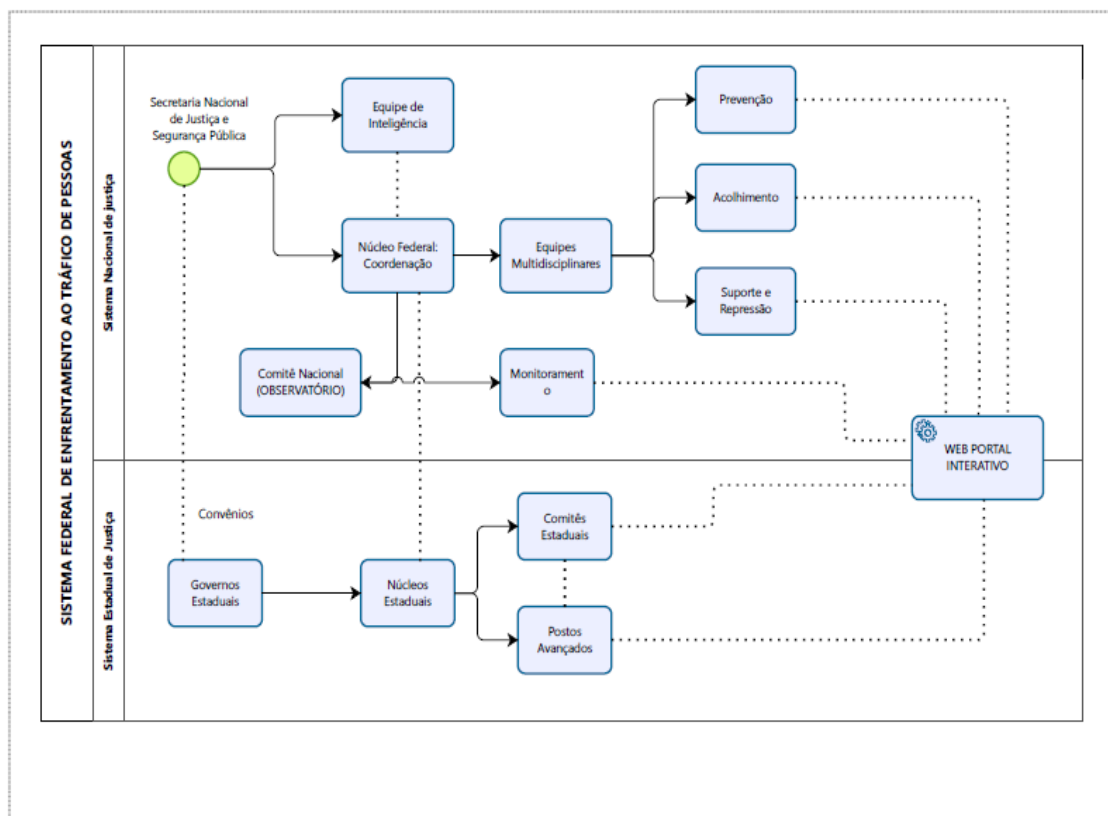 SISTEMA FEDERAL DE ENFRENTAMENTO AO TRÁFICO DE PESSOAS
Sistema Nacional de justiça
Secretaria Nacional
de Justiça e
Segurança Pública
Equipe de
Inteligência
Núcleo Federal:
Coordenação
Equipes
Multidisciplinares
Prevenção
Acolhimento
Suporte e
Repressão
Comitê Nacional
(OBSERVATÓRIO)
Monitorament
o
WEB PORTAL
INTERATIVO
Sistema Estadual de Justiça
Convênios
Governos
Estaduais
Núcleos
Estaduais
Comitês
Estaduais
Postos
Avançados